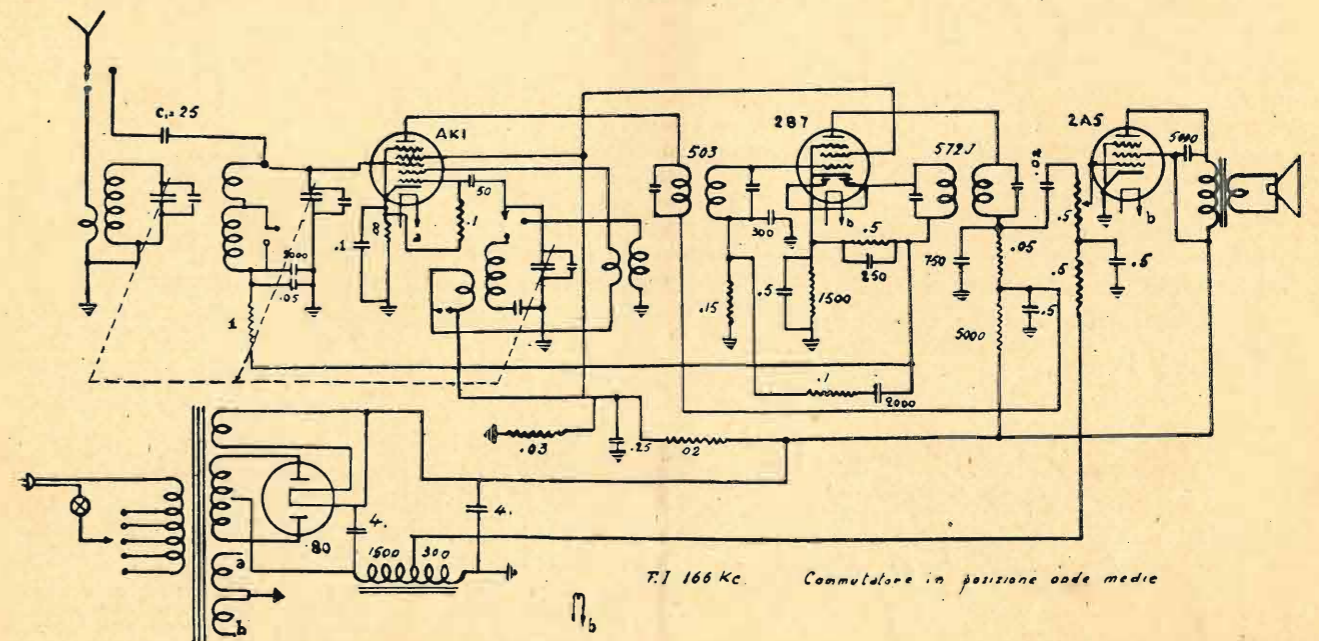 C₁=25
AK1
503
2B7
572J
2A5
5000
.02
50
.1
8
.1
a
2000
.05
1
300
.15
.5
1500
.5
250
b
750
.05
5000
.5
.5
.5
.5
b
.1
2000
.03
.25
02
80
4.
1500
300
4.
a
b
b
F.I 166 Kc.
Commutatore in posizione onde medie